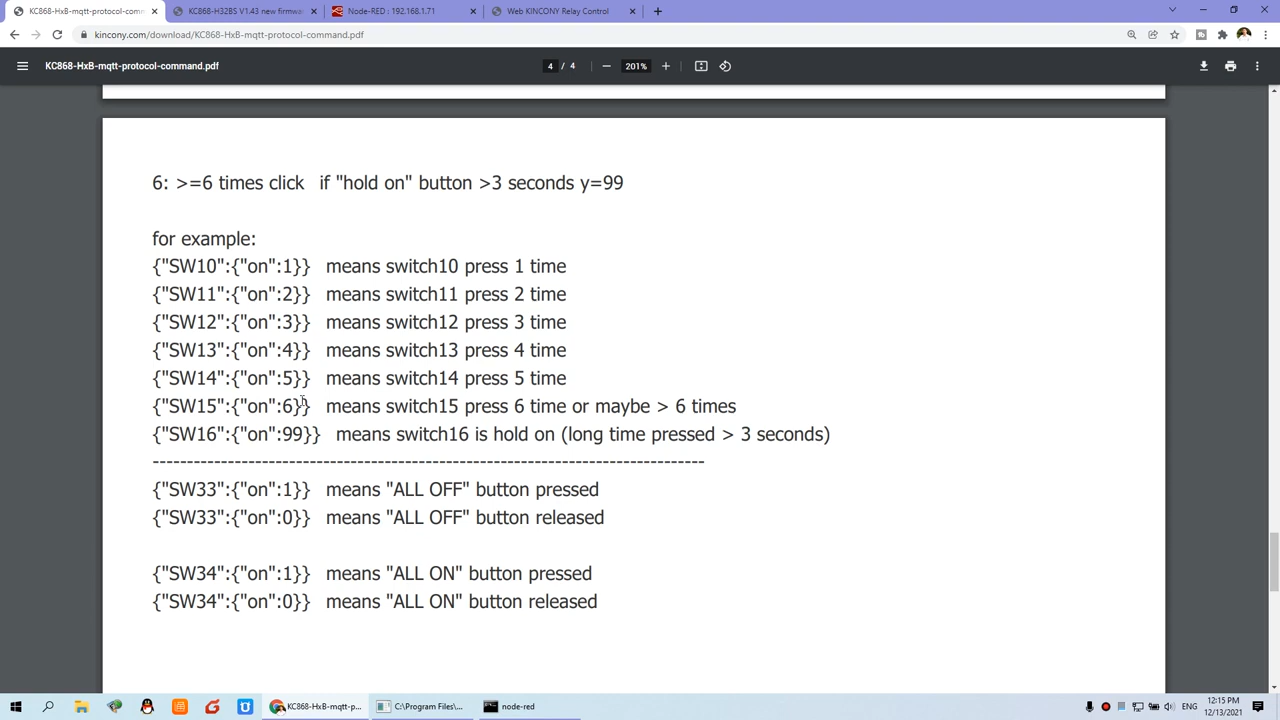 KC868-HxB-mqtt-protocol-comm
KC868-H32BS V1.43 new firmwa
Node-RED : 192.168.1.71
Web KINCONY Relay Control
kincony.com/download/KC868-HxB-mqtt-protocol-command.pdf
KC868-HxB-mqtt-protocol-command.pdf
4 / 4
201%
6: >=6 times click if "hold on" button >3 seconds y=99
for example:
{"SW10":{"on":1}} means switch10 press 1 time
{"SW11":{"on":2}} means switch11 press 2 time
{"SW12":{"on":3}} means switch12 press 3 time
{"SW13":{"on":4}} means switch13 press 4 time
{"SW14":{"on":5}} means switch14 press 5 time
{"SW15":{"on":6}} means switch15 press 6 time or maybe > 6 times
{"SW16":{"on":99}} means switch16 is hold on (long time pressed > 3 seconds)
--------------------------------------------------------------------------------
{"SW33":{"on":1}} means "ALL OFF" button pressed
{"SW33":{"on":0}} means "ALL OFF" button released
{"SW34":{"on":1}} means "ALL ON" button pressed
{"SW34":{"on":0}} means "ALL ON" button released
KC868-HxB-mqtt-p...
C:\Program Files\...
node-red
ENG
12:15 PM
12/13/2021